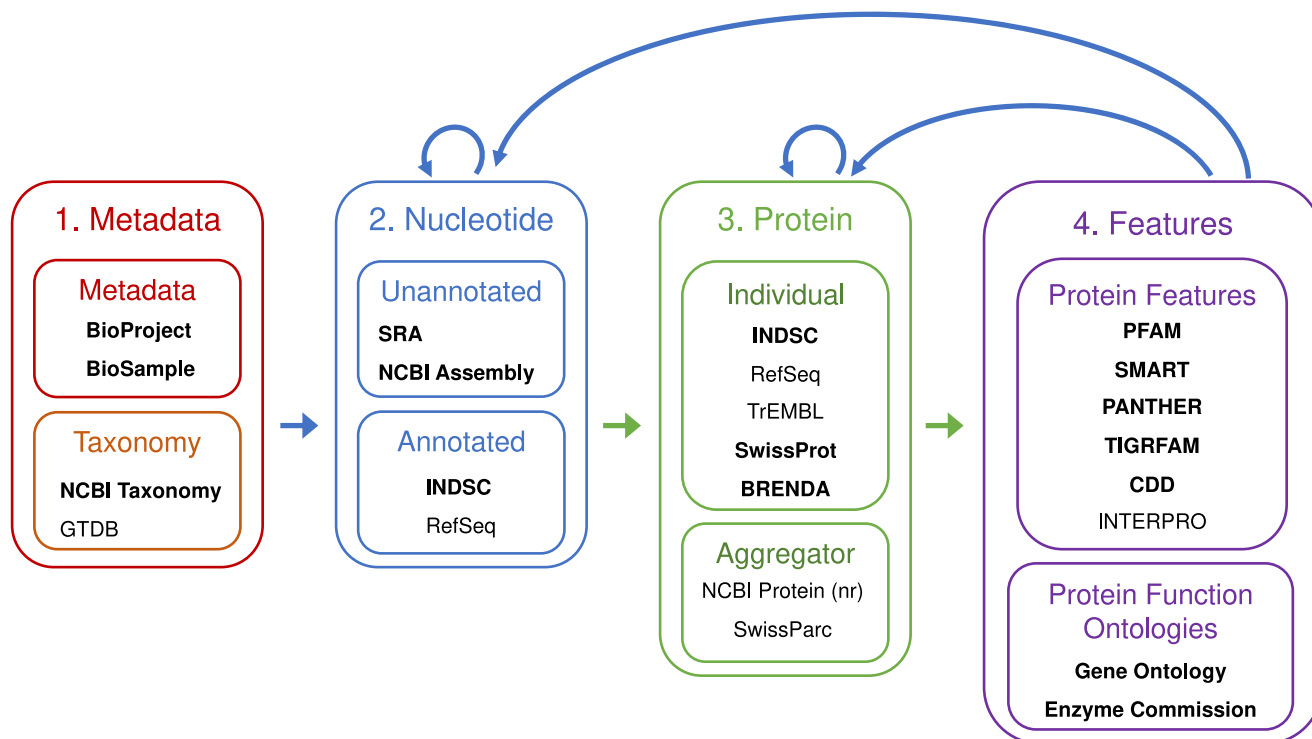 1. Metadata
Metadata
BioProject
BioSample
Taxonomy
NCBI Taxonomy
GTDB
2. Nucleotide
Unannotated
SRA
NCBI Assembly
Annotated
INDSC
RefSeq
3. Protein
Individual
INDSC
RefSeq
TrEMBL
SwissProt
BRENDA
Aggregator
NCBI Protein (nr)
SwissParc
4. Features
Protein Features
PFAM
SMART
PANTHER
TIGRFAM
CDD
INTERPRO
Protein Function
Ontologies
Gene Ontology
Enzyme Commission